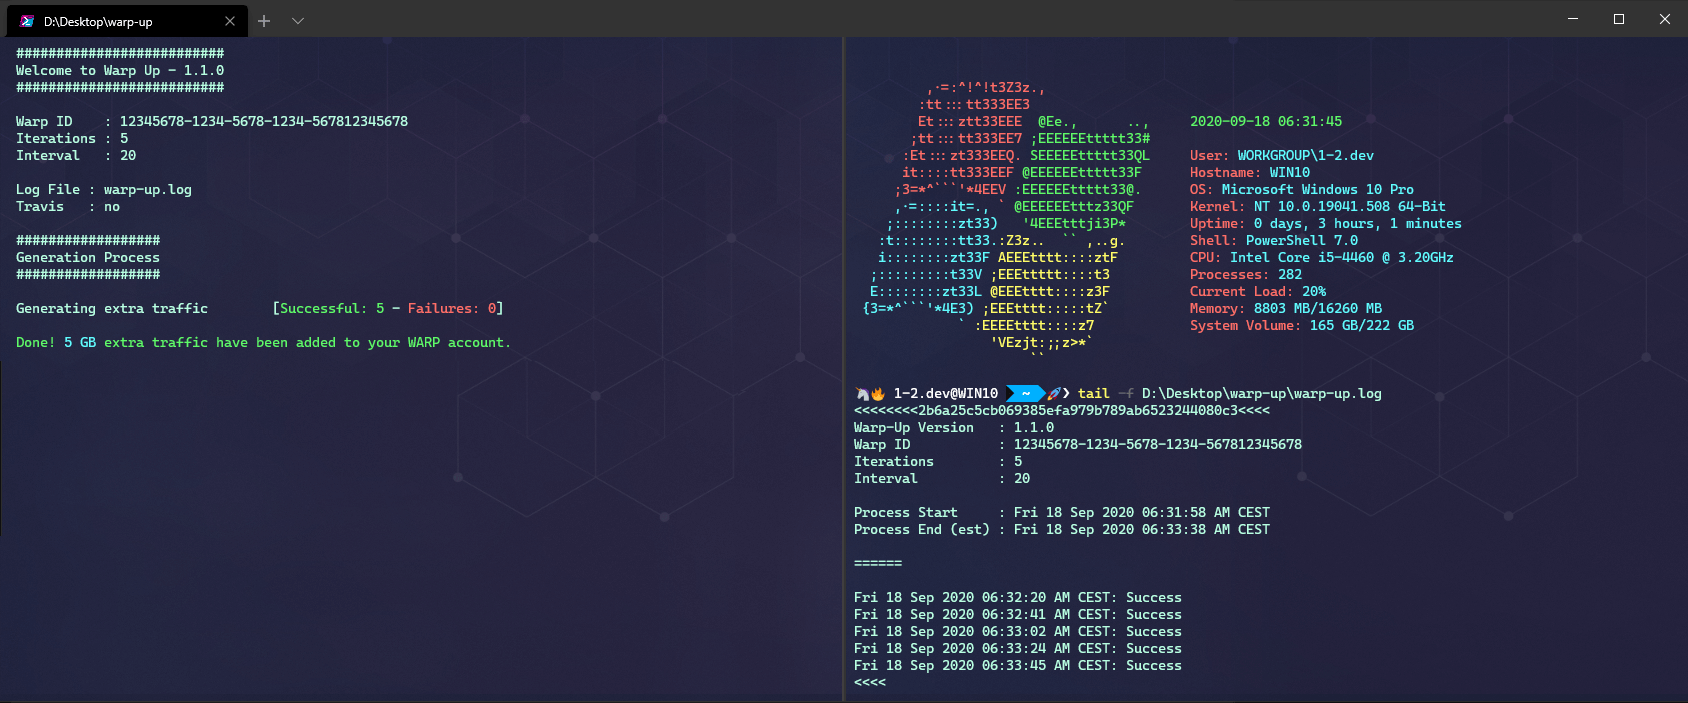 D:\Desktop\warp-up
##########################
Welcome to Warp Up - 1.1.0
##########################
Warp ID    : 12345678-1234-5678-1234-567812345678
Iterations : 5
Interval   : 20
Log File : warp-up.log
Travis   : no
##################
Generation Process
##################
Generating extra traffic        [Successful: 5 - Failures: 0]
Done! 5 GB extra traffic have been added to your WARP account.
,.=:^!^!t3Z3z.,
:tt:::tt333EE3
Et:::ztt33EEE  @Ee.,      ..,
;tt:::tt333EE7 ;EEEEEEttttt33#
:Et:::zt333EEQ. SEEEEEttttt33QL
it::::tt333EEF @EEEEEEttttt33F
;3=*^```'*4EEV :EEEEEEttttt33@.
,.=::::it=., ` @EEEEEEtttz33QF
;::::::::zt33)   '4EEEtttji3P*
:t::::::::tt33.:Z3z..  `` ,..g.
i::::::::zt33F AEEEtttt::::ztF
;:::::::::t33V ;EEEttttt::::t3
E::::::::zt33L @EEEtttt::::z3F
{3=*^```'*4E3) ;EEEtttt:::::tZ`
` :EEEEtttt::::z7
'VEzjt:;;z>*`
``
2020-09-18 06:31:45
User: WORKGROUP\1-2.dev
Hostname: WIN10
OS: Microsoft Windows 10 Pro
Kernel: NT 10.0.19041.508 64-Bit
Uptime: 0 days, 3 hours, 1 minutes
Shell: PowerShell 7.0
CPU: Intel Core i5-4460 @ 3.20GHz
Processes: 282
Current Load: 20%
Memory: 8803 MB/16260 MB
System Volume: 165 GB/222 GB
🦄🔥 1-2.dev@WIN10 ~ 🚀❯ tail -f D:\Desktop\warp-up\warp-up.log
<<<<<<<<2b6a25c5cb069385efa979b789ab6523244080c3<<<<
Warp-Up Version   : 1.1.0
Warp ID           : 12345678-1234-5678-1234-567812345678
Iterations        : 5
Interval          : 20
Process Start     : Fri 18 Sep 2020 06:31:58 AM CEST
Process End (est) : Fri 18 Sep 2020 06:33:38 AM CEST
======
Fri 18 Sep 2020 06:32:20 AM CEST: Success
Fri 18 Sep 2020 06:32:41 AM CEST: Success
Fri 18 Sep 2020 06:33:02 AM CEST: Success
Fri 18 Sep 2020 06:33:24 AM CEST: Success
Fri 18 Sep 2020 06:33:45 AM CEST: Success
<<<<